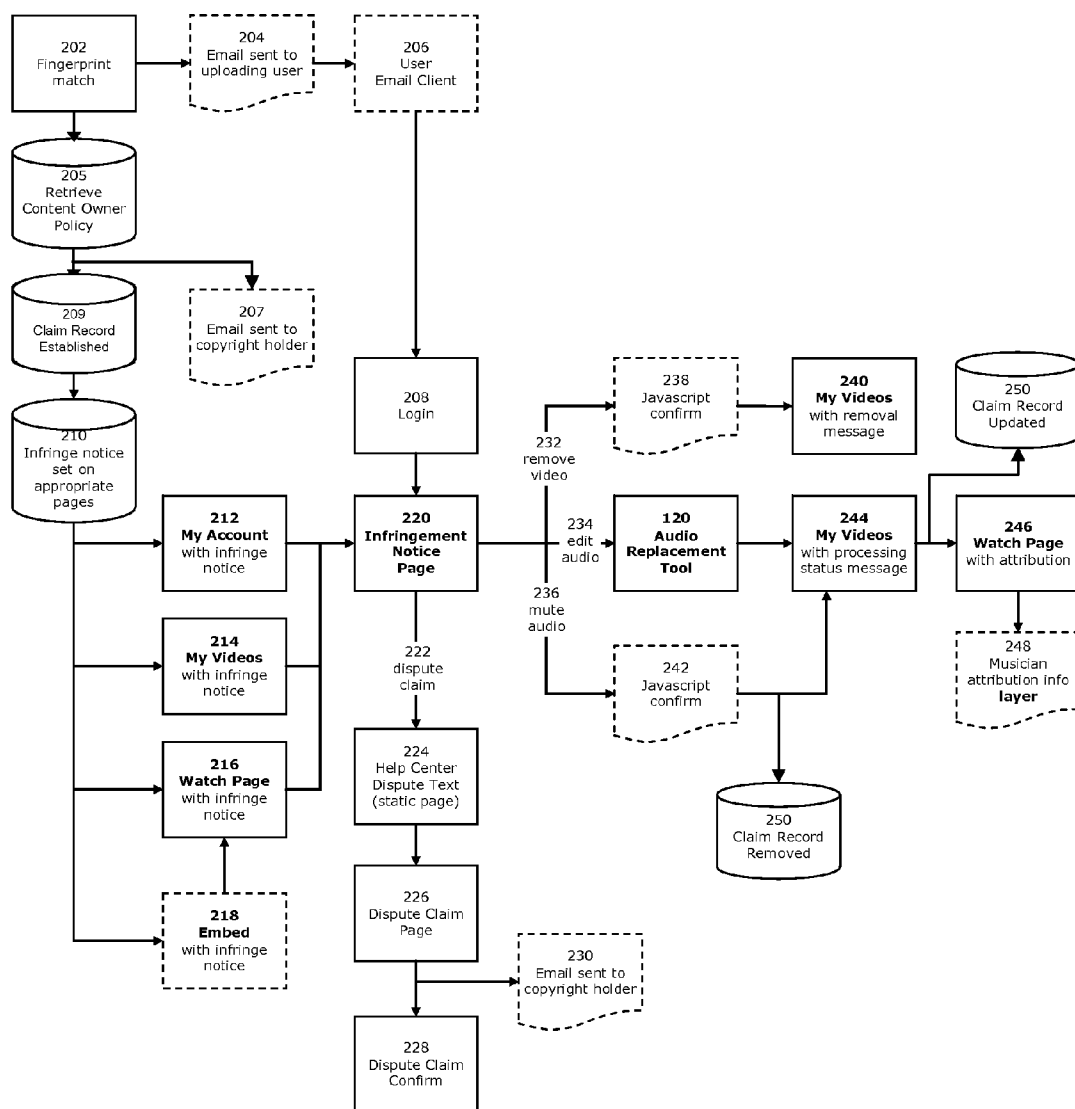 202
Fingerprint
match
204
Email sent to
uploading user
206
User
Email Client
205
Retrieve
Content Owner
Policy
209
Claim Record
Established
207
Email sent to
copyright holder
208
Login
210
Infringe notice
set on
appropriate
pages
212
My Account
with infringe
notice
214
My Videos
with infringe
notice
216
Watch Page
with infringe
notice
218
Embed
with infringe
notice
220
Infringement
Notice
Page
222
dispute
claim
224
Help Center
Dispute Text
(static page)
226
Dispute Claim
Page
230
Email sent to
copyright holder
228
Dispute Claim
Confirm
232
remove
video
234
edit
audio
236
mute
audio
238
Javascript
confirm
240
My Videos
with removal
message
250
Claim Record
Updated
120
Audio
Replacement
Tool
244
My Videos
with processing
status message
246
Watch Page
with attribution
242
Javascript
confirm
248
Musician
attribution info
layer
250
Claim Record
Removed